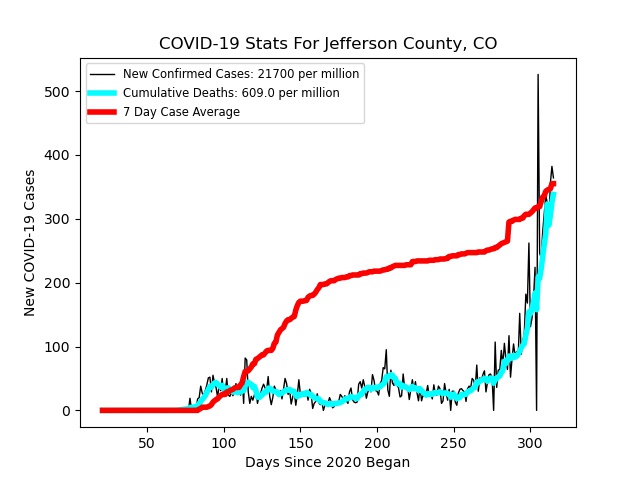 COVID-19 Stats For Jefferson County, CO
New Confirmed Cases: 21700 per million
Cumulative Deaths: 609.0 per million
7 Day Case Average
New COVID-19 Cases
500
400
300
200
100
0
50 100 150 200 250 300
Days Since 2020 Began